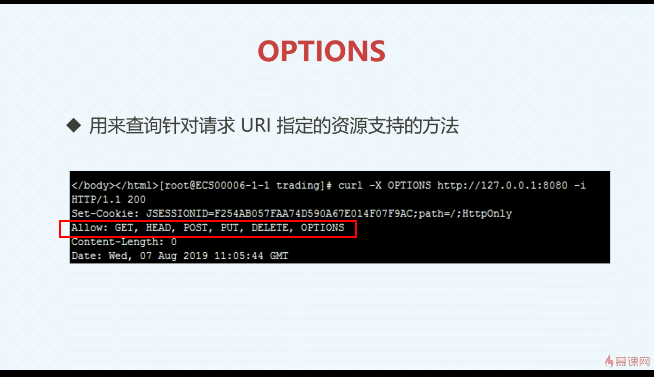 OPTIONS
◆ 用来查询针对请求 URI 指定的资源支持的方法
</body></html>[root@ECS00006-1-1 trading]# curl -X OPTIONS http://127.0.0.1:8080 -i
HTTP/1.1 200
Set-Cookie: JSESSIONID=F254AB057FAA74D590A67E014F07F9AC;path=/;HttpOnly
Allow: GET, HEAD, POST, PUT, DELETE, OPTIONS
Content-Length: 0
Date: Wed, 07 Aug 2019 11:05:44 GMT
慕课网